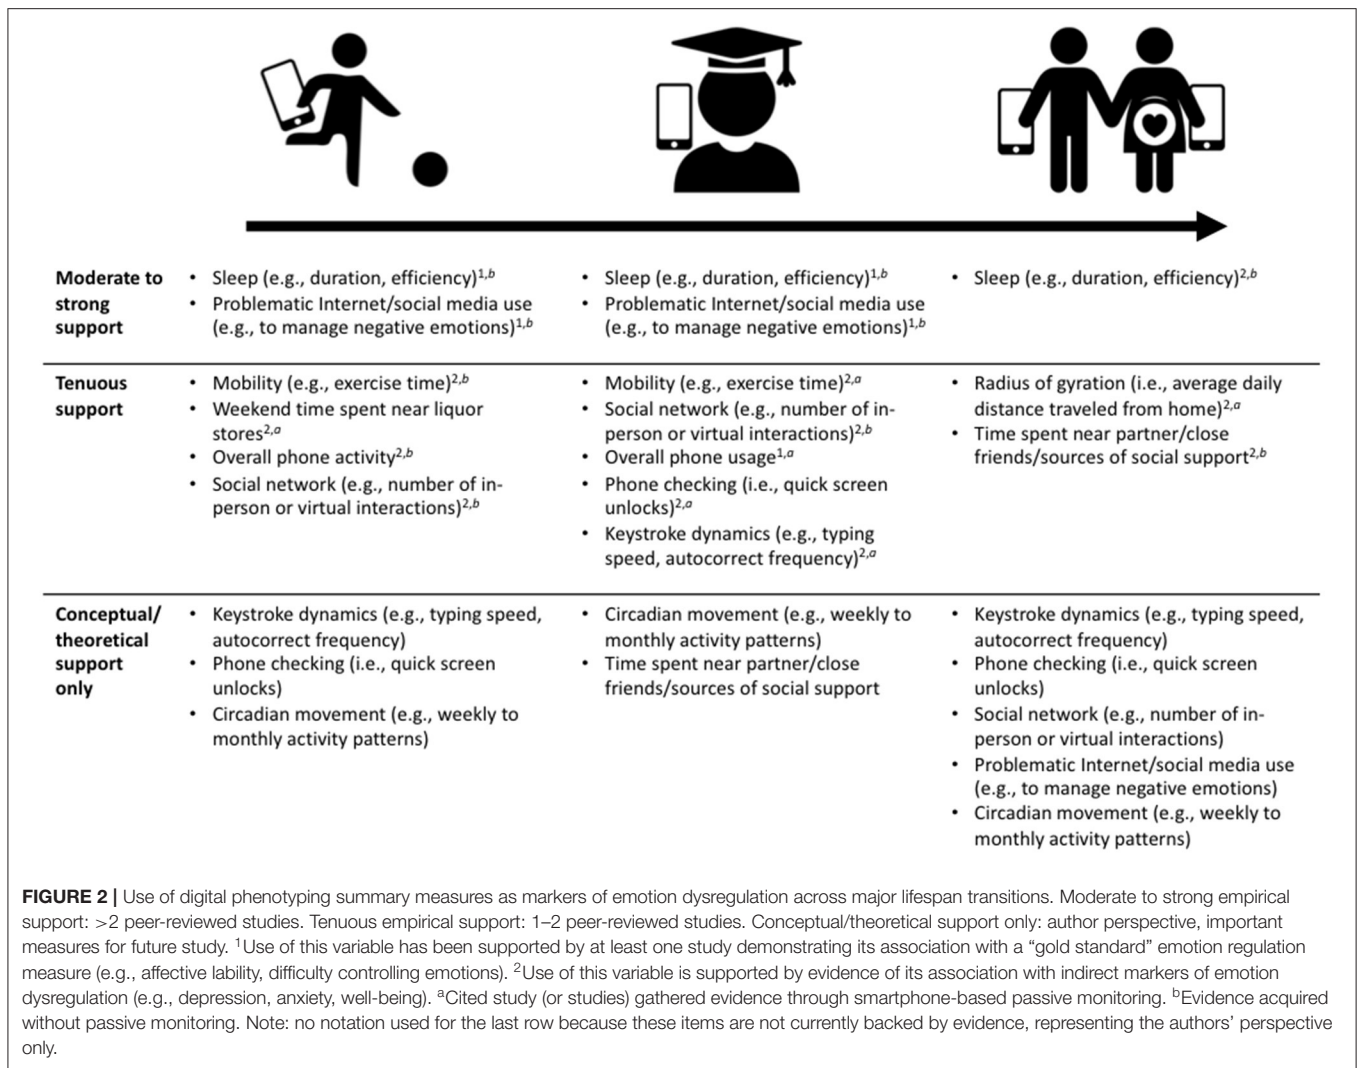 Moderate to
strong
support
• Sleep (e.g., duration, efficiency)1,b
• Problematic Internet/social media use
(e.g., to manage negative emotions)1,b
• Sleep (e.g., duration, efficiency)1,b
• Problematic Internet/social media use
(e.g., to manage negative emotions)1,b
• Sleep (e.g., duration, efficiency)2,b
Tenuous
support
• Mobility (e.g., exercise time)2,b
• Weekend time spent near liquor
stores2,a
• Overall phone activity2,b
• Social network (e.g., number of in-
person or virtual interactions)2,b
• Mobility (e.g., exercise time)2,a
• Social network (e.g., number of in-
person or virtual interactions)2,b
• Overall phone usage1,a
• Phone checking (i.e., quick screen
unlocks)2,a
• Keystroke dynamics (e.g., typing
speed, autocorrect frequency)2,a
• Radius of gyration (i.e., average daily
distance traveled from home)2,a
• Time spent near partner/close
friends/sources of social support2,b
Conceptual/
theoretical
support
only
• Keystroke dynamics (e.g., typing speed,
autocorrect frequency)
• Phone checking (i.e., quick screen
unlocks)
• Circadian movement (e.g., weekly to
monthly activity patterns)
• Circadian movement (e.g., weekly to
monthly activity patterns)
• Time spent near partner/close
friends/sources of social support
• Keystroke dynamics (e.g., typing speed,
autocorrect frequency)
• Phone checking (i.e., quick screen
unlocks)
• Social network (e.g., number of in-
person or virtual interactions)
• Problematic Internet/social media use
(e.g., to manage negative emotions)
• Circadian movement (e.g., weekly to
monthly activity patterns)
FIGURE 2 | Use of digital phenotyping summary measures as markers of emotion dysregulation across major lifespan transitions. Moderate to strong empirical
support: >2 peer-reviewed studies. Tenuous empirical support: 1–2 peer-reviewed studies. Conceptual/theoretical support only: author perspective, important
measures for future study. 1Use of this variable has been supported by at least one study demonstrating its association with a “gold standard” emotion regulation
measure (e.g., affective lability, difficulty controlling emotions). 2Use of this variable is supported by evidence of its association with indirect markers of emotion
dysregulation (e.g., depression, anxiety, well-being). aCited study (or studies) gathered evidence through smartphone-based passive monitoring. bEvidence acquired
without passive monitoring. Note: no notation used for the last row because these items are not currently backed by evidence, representing the authors’ perspective
only.